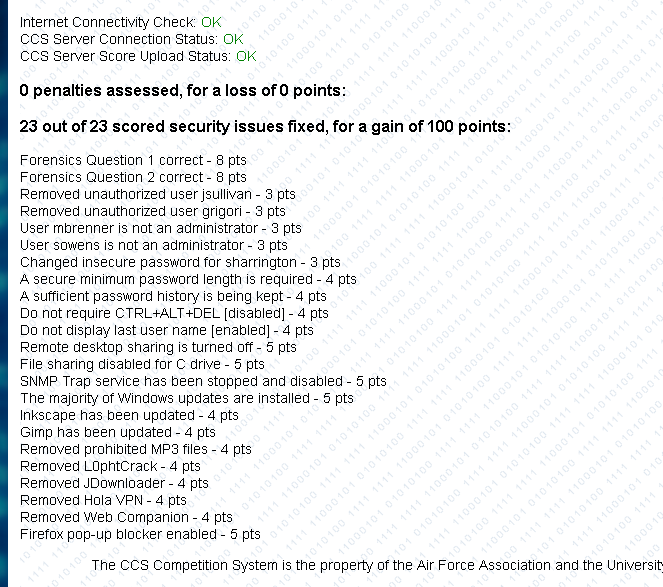 Internet Connectivity Check: OK
CCS Server Connection Status: OK
CCS Server Score Upload Status: OK
0 penalties assessed, for a loss of 0 points:
23 out of 23 scored security issues fixed, for a gain of 100 points:
Forensics Question 1 correct - 8 pts
Forensics Question 2 correct - 8 pts
Removed unauthorized user jsullivan - 3 pts
Removed unauthorized user grigori - 3 pts
User mbrenner is not an administrator - 3 pts
User sowens is not an administrator - 3 pts
Changed insecure password for sharrington - 3 pts
A secure minimum password length is required - 4 pts
A sufficient password history is being kept - 4 pts
Do not require CTRL+ALT+DEL [disabled] - 4 pts
Do not display last user name [enabled] - 4 pts
Remote desktop sharing is turned off - 5 pts
File sharing disabled for C drive - 5 pts
SNMP Trap service has been stopped and disabled - 5 pts
The majority of Windows updates are installed - 5 pts
Inkscape has been updated - 4 pts
Gimp has been updated - 4 pts
Removed prohibited MP3 files - 4 pts
Removed L0phtCrack - 4 pts
Removed JDownloader - 4 pts
Removed Hola VPN - 4 pts
Removed Web Companion - 4 pts
Firefox pop-up blocker enabled - 5 pts
The CCS Competition System is the property of the Air Force Association and the Universit